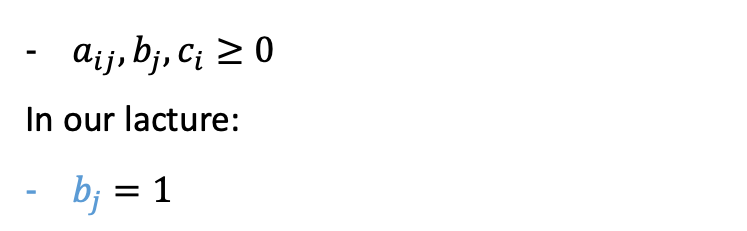 - a_{ij}, b_j, c_i ≥ 0
In our lacture:
- b_j = 1